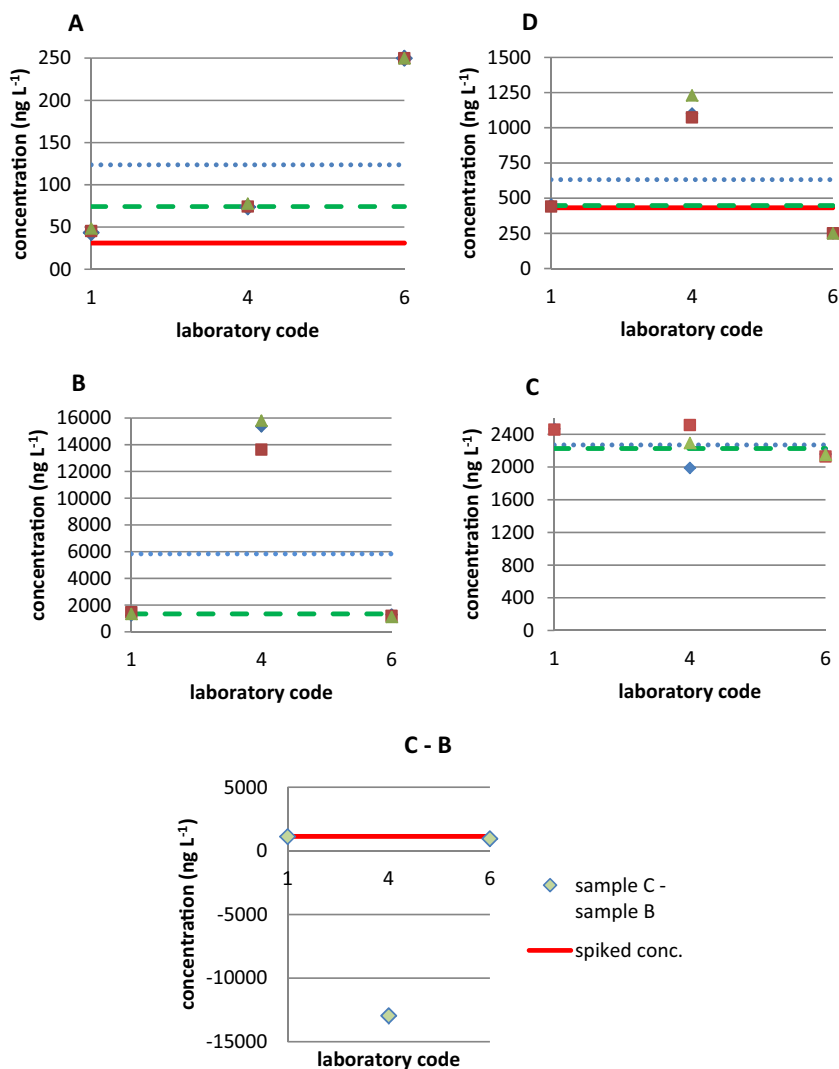 A
concentration (ng L⁻¹)
250
200
150
100
50
00
1 4 6
laboratory code
D
concentration (ng L⁻¹)
1500
1250
1000
750
500
250
0
1 4 6
laboratory code
B
concentration (ng L⁻¹)
16000
14000
12000
10000
8000
6000
4000
2000
0
1 4 6
laboratory code
C
concentration (ng L⁻¹)
2400
2000
1600
1200
800
400
0
1 4 6
laboratory code
C - B
concentration (ng L⁻¹)
5000
0
-5000
-10000
-15000
1 4 6
laboratory code
sample C -
sample B
spiked conc.